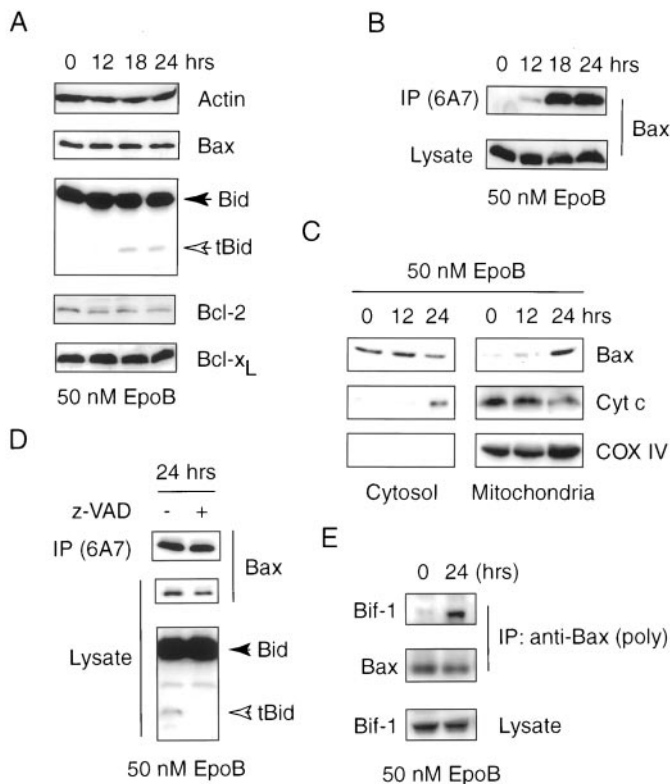 A
0 12 18 24 hrs
Actin
Bax
Bid
tBid
Bcl-2
Bcl-xL
50 nM EpoB
B
0 12 18 24 hrs
IP (6A7)
Bax
Lysate
50 nM EpoB
C
50 nM EpoB
0 12 24 0 12 24 hrs
Bax
Cyt c
COX IV
Cytosol Mitochondria
D
24 hrs
z-VAD - +
IP (6A7)
Bax
Lysate
Bid
tBid
50 nM EpoB
E
0 24 (hrs)
Bif-1
IP: anti-Bax (poly)
Bax
Bif-1 Lysate
50 nM EpoB